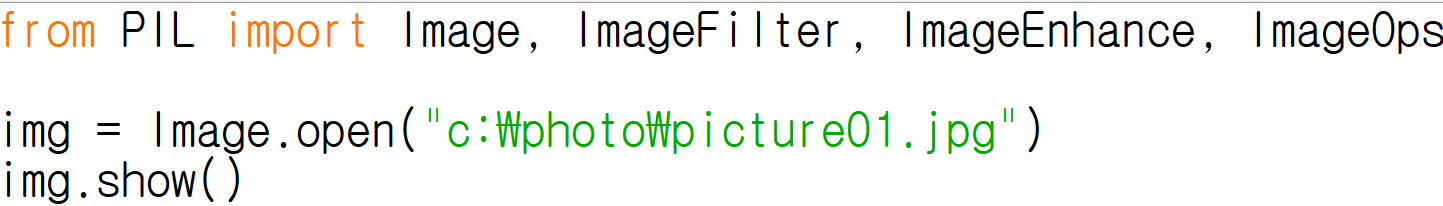 from PIL import Image, ImageFilter, ImageEnhance, ImageOps
img = Image.open("c:₩photo₩picture01.jpg")
img.show()